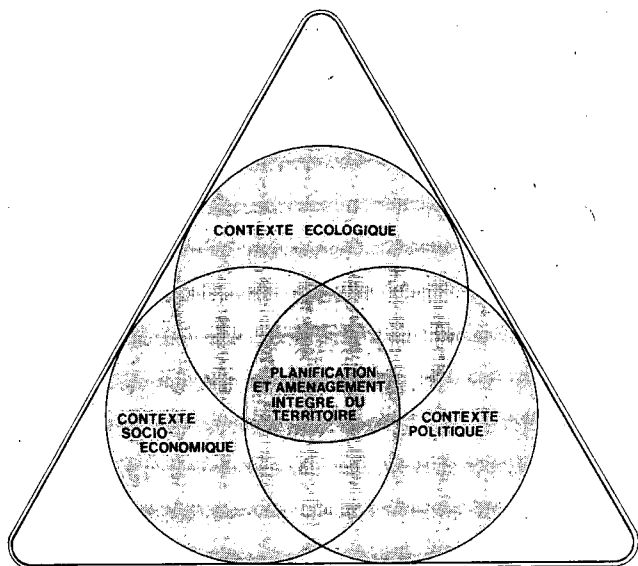 CONTEXTE ECOLOGIQUE
PLANIFICATION
ET AMENAGEMENT
INTEGRE DU
TERRITOIRE
CONTEXTE
SOCIO-
ECONOMIQUE
CONTEXTE
POLITIQUE